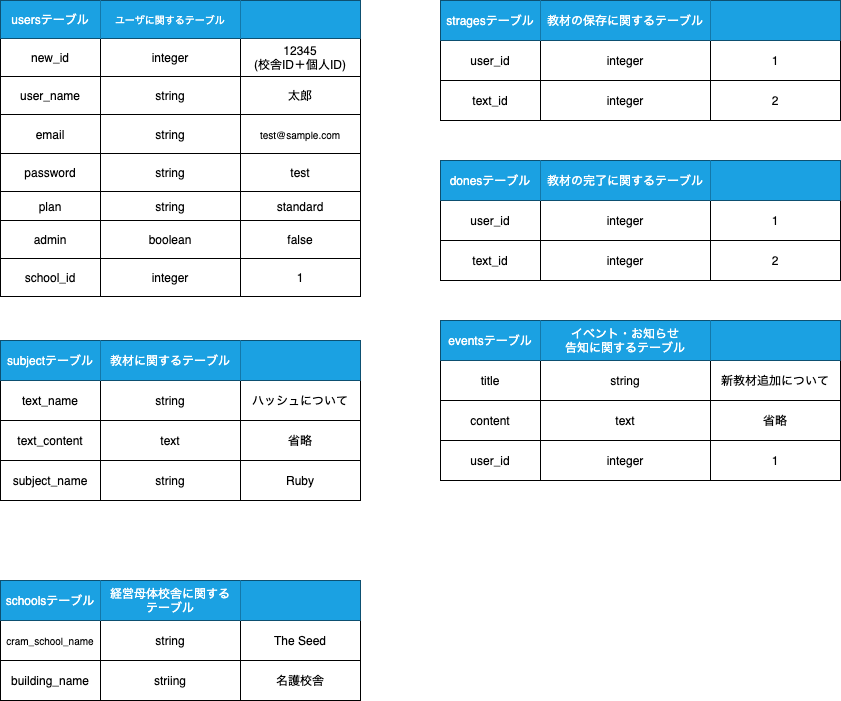 usersテーブル ユーザに関するテーブル
new_id integer 12345
(校舎ID＋個人ID)
user_name string 太郎
email string test@sample.com
password string test
plan string standard
admin boolean false
school_id integer 1
subjectテーブル 教材に関するテーブル
text_name string ハッシュについて
text_content text 省略
subject_name string Ruby
schoolsテーブル 経営母体校舎に関する
テーブル
cram_school_name string The Seed
building_name striing 名護校舎
stragesテーブル 教材の保存に関するテーブル
user_id integer 1
text_id integer 2
donesテーブル 教材の完了に関するテーブル
user_id integer 1
text_id integer 2
eventsテーブル イベント・お知らせ
告知に関するテーブル
title string 新教材追加について
content text 省略
user_id integer 1